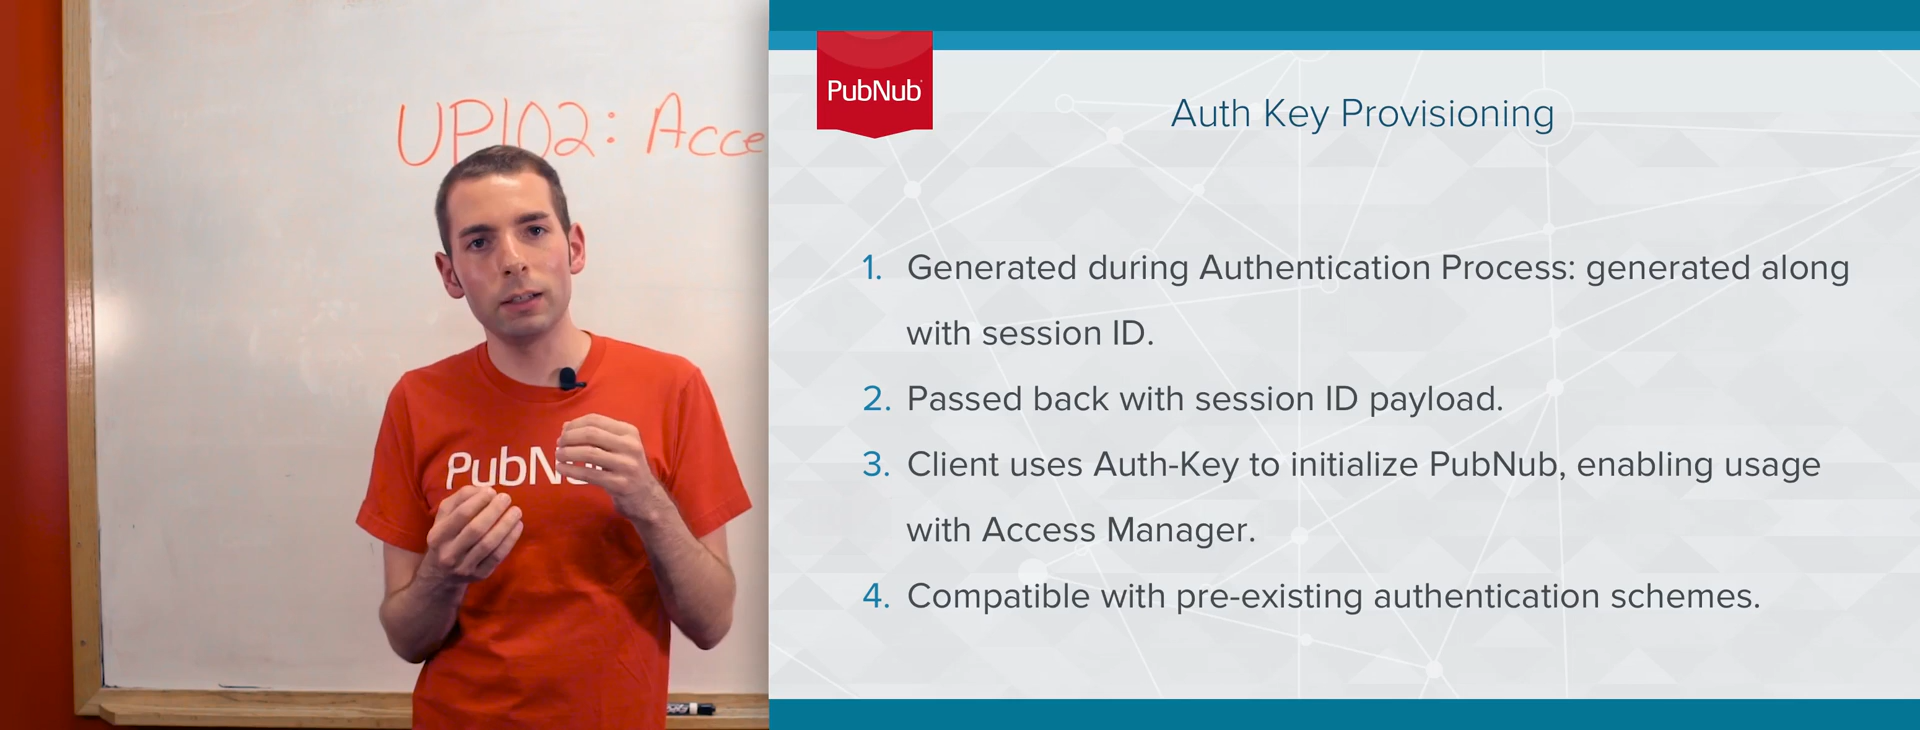 UP102: Acce
PubNub
PubNub
Auth Key Provisioning
1. Generated during Authentication Process: generated along
with session ID.
2. Passed back with session ID payload.
3. Client uses Auth-Key to initialize PubNub, enabling usage
with Access Manager.
4. Compatible with pre-existing authentication schemes.